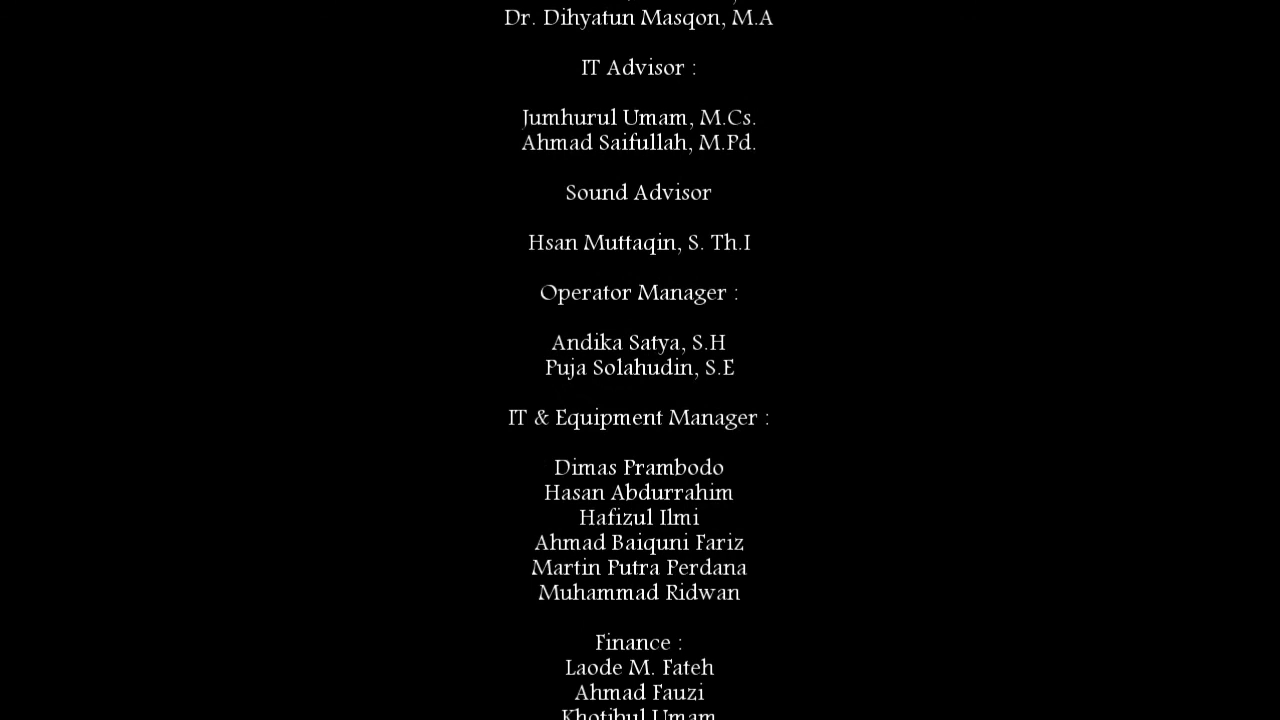 Dr. Dihyatun Masqon, M.A
IT Advisor :
Jumhurul Umam, M.Cs.
Ahmad Saifullah, M.Pd.
Sound Advisor
Hsan Muttaqin, S. Th.I
Operator Manager :
Andika Satya, S.H
Puja Solahudin, S.E
IT & Equipment Manager :
Dimas Prambodo
Hasan Abdurrahim
Hafizul Ilmi
Ahmad Baiquni Fariz
Martin Putra Perdana
Muhammad Ridwan
Finance :
Laode M. Fateh
Ahmad Fauzi
Khotibul Umam